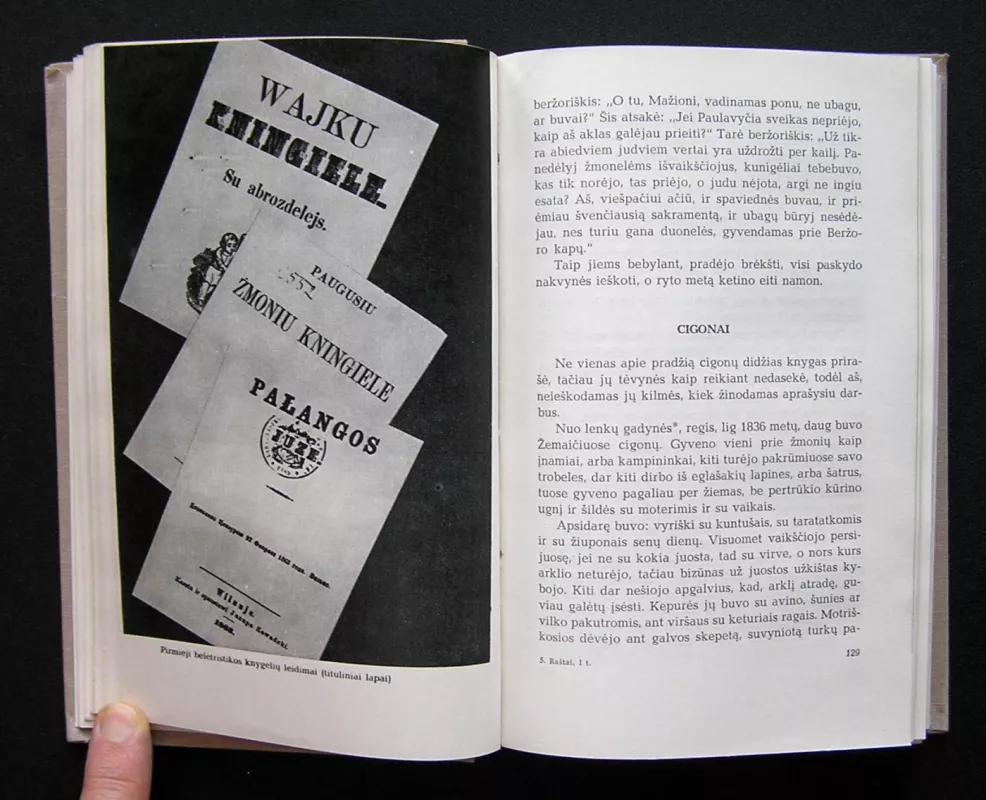 WAJKU
KNINGIELE
Su abrozdelejs.
PAUGUSIU
ŻMONIU KNINGIELE
PAŁANGOS
JUZE
Wilniuje.
1863.
Pirmieji beletristikos knygelių leidimai (tituliniai lapai)
beržoriškis: „O tu, Mažioni, vadinamas ponu, ne ubagu,
ar buvai?“ Šis atsakė: „Jei Paulavyčia sveikas nepriėjo,
kaip aš aklas galėjau prieiti?“ Tarė beržoriškis: „Už tik-
ra abiedviem judviem vertai yra uždrožti per kailį. Pa-
nedėlyj žmonelėms išvaikščiojus, kunigėliai tebebuvo,
kas tik norėjo, tas priėjo, o judu nėjota, argi ne ingiu
esata? Aš, viešpačiui ačiū, ir spaviednės buvau, ir pri-
ėmiau švenčiausią sakramentą, ir ubagų būryj nesėdė-
jau, nes turiu gana duonelės, gyvendamas prie Beržo-
ro kapų.“
Taip jiems bebylant, pradėjo brėkšti, visi paskydo
nakvynės ieškoti, o ryto metą ketino eiti namon.
CIGONAI
Ne vienas apie pradžią cigonų didžias knygas prira-
šė, tačiau jų tėvynės kaip reikiant nedasekė, todėl aš,
neieškodamas jų kilmės, kiek žinodamas aprašysiu dar-
bus.
Nuo lenkų gadynės*, regis, lig 1836 metų, daug buvo
Žemaičiuose cigonų. Gyveno vieni prie žmonių kaip
įnamiai, arba kampininkai, kiti turėjo pakrūmiuose savo
trobeles, dar kiti dirbo iš eglašakių lapines, arba šatrus,
tuose gyveno pagaliau per žiemas, be pertrūkio kūrino
ugnį ir šildės su moterimis ir su vaikais.
Apsidarę buvo: vyriški su kuntušais, su taratatkomis
ir su žiuponais senų dienų. Visuomet vaikščiojo persi-
juosę, jei ne su kokia juosta, tad su virve, o nors kurs
arklio neturėjo, tačiau bizūnas už juostos užkištas ky-
bojo. Kiti dar nešiojo apgalvius, kad, arklį atradę, gu-
viau galėtų įsėsti. Kepurės jų buvo su avino, šunies ar
vilko pakutromis, ant viršaus su keturiais ragais. Motriš-
kosios dėvėjo ant galvos skepetą, suvyniotą turkų pa-
5. Raštai, 1 t.
129